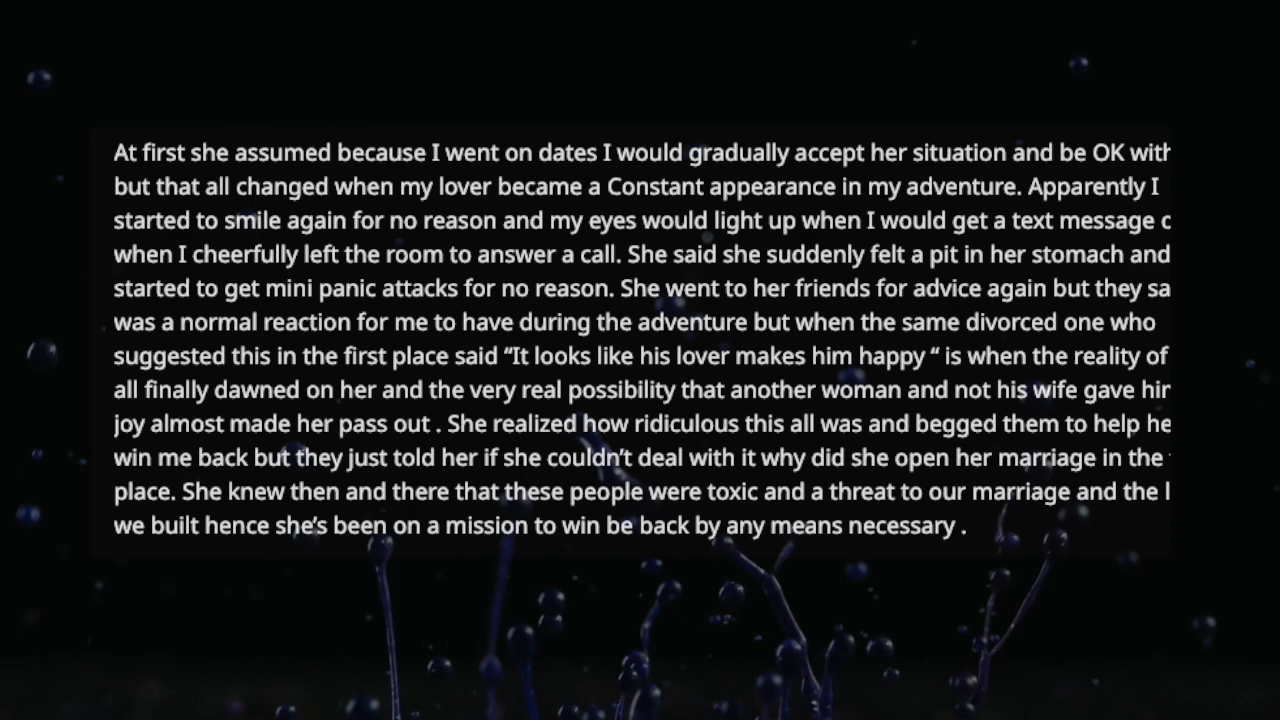 At first she assumed because I went on dates I would gradually accept her situation and be OK with
but that all changed when my lover became a Constant appearance in my adventure. Apparently I
started to smile again for no reason and my eyes would light up when I would get a text message
when I cheerfully left the room to answer a call. She said she suddenly felt a pit in her stomach and
started to get mini panic attacks for no reason. She went to her friends for advice again but they
was a normal reaction for me to have during the adventure but when the same divorced one who
suggested this in the first place said “It looks like his lover makes him happy “ is when the reality of
all finally dawned on her and the very real possibility that another woman and not his wife gave
joy almost made her pass out . She realized how ridiculous this all was and begged them to help
win me back but they just told her if she couldn’t deal with it why did she open her marriage in the
place. She knew then and there that these people were toxic and a threat to our marriage and the
we built hence she’s been on a mission to win be back by any means necessary .